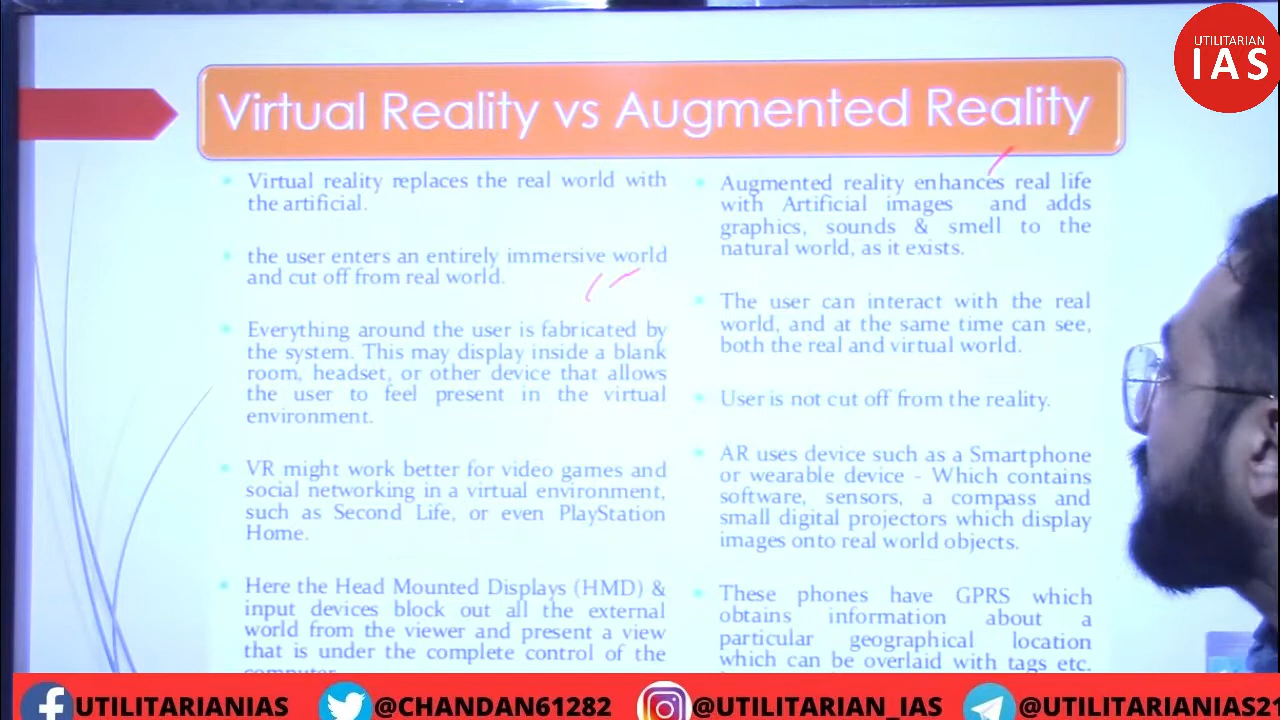 UTILITARIAN
IAS
Virtual Reality vs Augmented Reality
Virtual reality replaces the real world with
the artificial.
the user enters an entirely immersive world
and cut off from real world.
Everything around the user is fabricated by
the system. This may display inside a blank
room, headset, or other device that allows
the user to feel present in the virtual
environment.
VR might work better for video games and
social networking in a virtual environment,
such as Second Life, or even PlayStation
Home.
Here the Head Mounted Displays (HMD) &
input devices block out all the external
world from the viewer and present a view
that is under the complete control of the
computer.
Augmented reality enhances real life
with Artificial images and adds
graphics, sounds & smell to the
natural world, as it exists.
The user can interact with the real
world, and at the same time can see,
both the real and virtual world.
User is not cut off from the reality.
AR uses device such as a Smartphone
or wearable device - Which contains
software, sensors, a compass and
small digital projectors which display
images onto real world objects.
These phones have GPRS which
obtains information about a
particular geographical location
which can be overlaid with tags etc.
UTILITARIANIAS @CHANDAN61282 @UTILITARIAN_IAS @UTILITARIANIAS21